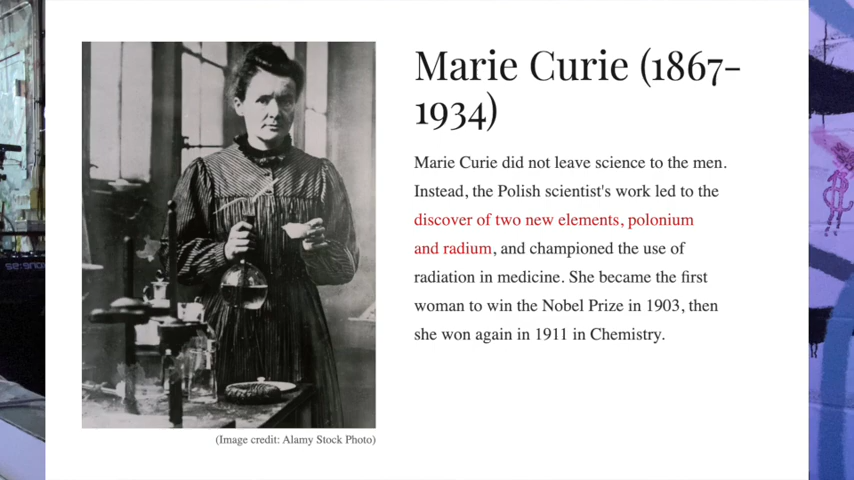 Marie Curie (1867–
1934)
Marie Curie did not leave science to the men.
Instead, the Polish scientist's work led to the
discover of two new elements, polonium
and radium, and championed the use of
radiation in medicine. She became the first
woman to win the Nobel Prize in 1903, then
she won again in 1911 in Chemistry.
(Image credit: Alamy Stock Photo)